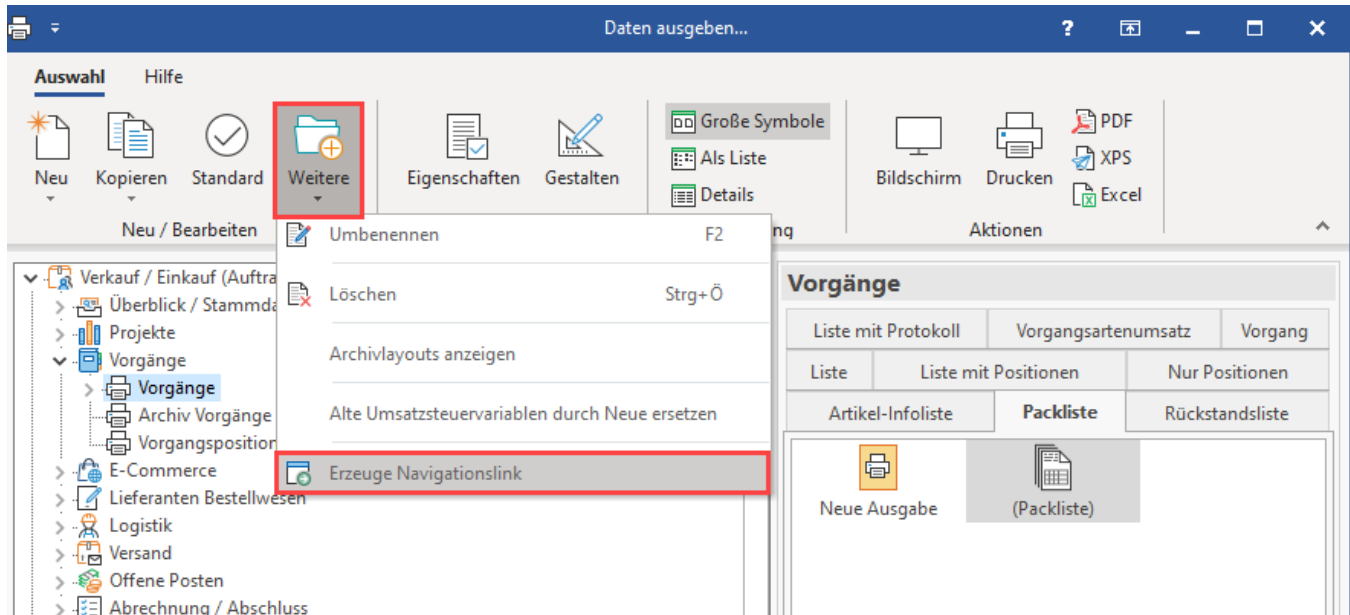 Daten ausgeben... ?
Auswahl Hilfe
Neu Kopieren Standard Weitere Eigenschaften Gestalten
Große Symbole
Als Liste
Details
Bildschirm Drucken
PDF
XPS
Excel
Neu / Bearbeiten ng Aktionen
Umbenennen F2
Löschen Strg+Ö
Archivlayouts anzeigen
Alte Umsatzsteuervariablen durch Neue ersetzen
Erzeuge Navigationslink
Verkauf / Einkauf (Auftra
Überblick / Stammda
Projekte
Vorgänge
Vorgänge
Archiv Vorgänge
Vorgangsposition
E-Commerce
Lieferanten Bestellwesen
Logistik
Versand
Offene Posten
Abrechnung / Abschluss
Vorgänge
Liste mit Protokoll Vorgangsartenumsatz Vorgang
Liste Liste mit Positionen Nur Positionen
Artikel-Infoliste Packliste Rückstandsliste
Neue Ausgabe (Packliste)